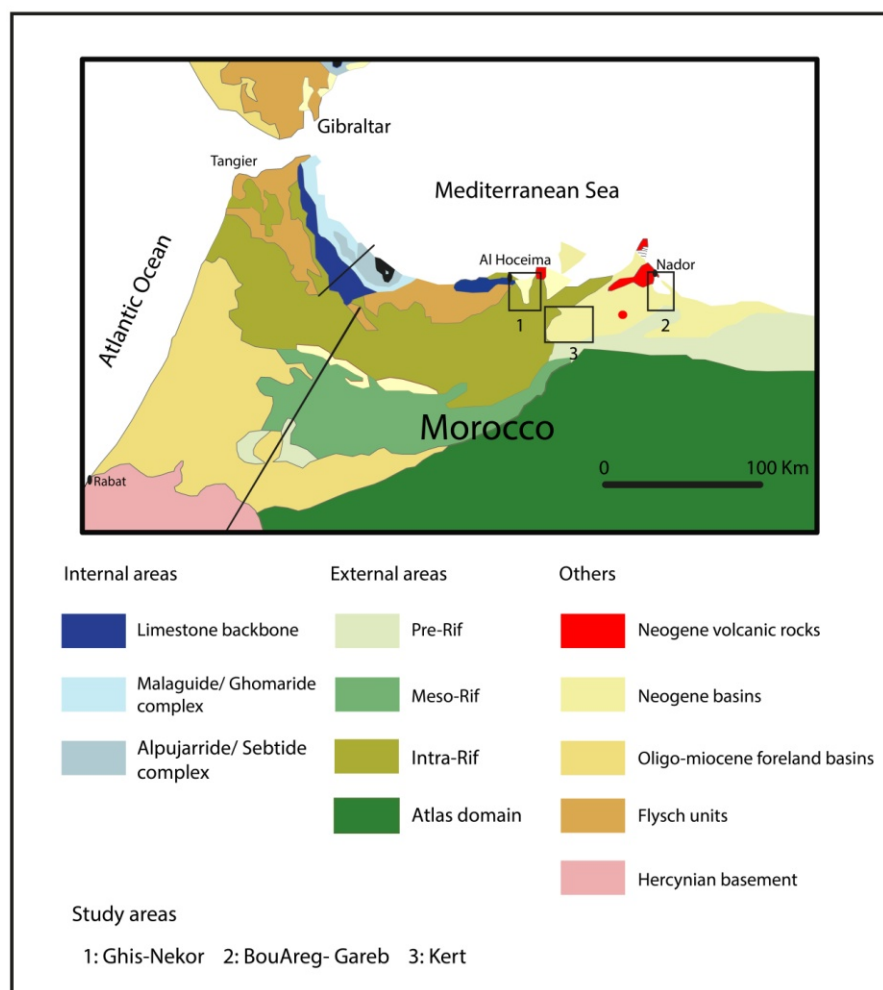 Gibraltar
Tangier
Mediterranean Sea
Atlantic Ocean
Al Hoceima
Nador
1
2
3
Morocco
0
100 Km
Rabat
Internal areas
External areas
Others
Limestone backbone
Pre-Rif
Neogene volcanic rocks
Malaguide/ Ghomaride
complex
Meso-Rif
Neogene basins
Alpujarride/ Sebtide
complex
Intra-Rif
Oligo-miocene foreland basins
Atlas domain
Flysch units
Hercynian basement
Study areas
1: Ghis-Nekor 2: BouAreg- Gareb 3: Kert